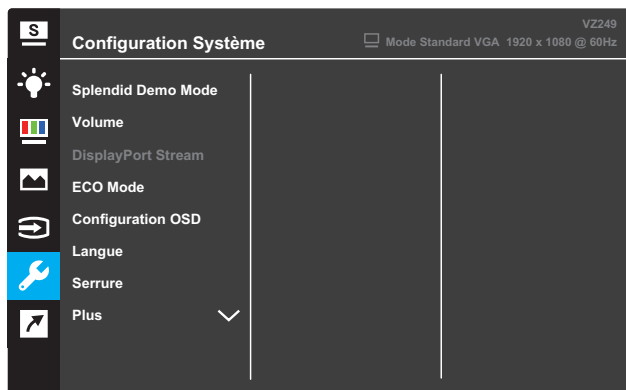 S
VZ249
Configuration Système
Mode Standard VGA 1920 x 1080 @ 60Hz
Splendid Demo Mode
Volume
DisplayPort Stream
ECO Mode
Configuration OSD
Langue
Serrure
Plus